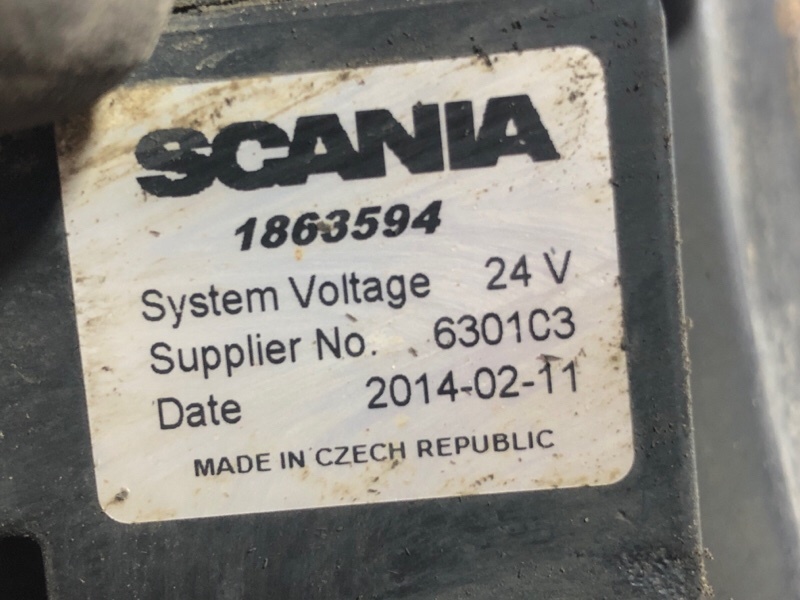 SCANIA
1863594
System Voltage 24 V
Supplier No. 6301C3
Date 2014-02-11
MADE IN CZECH REPUBLIC